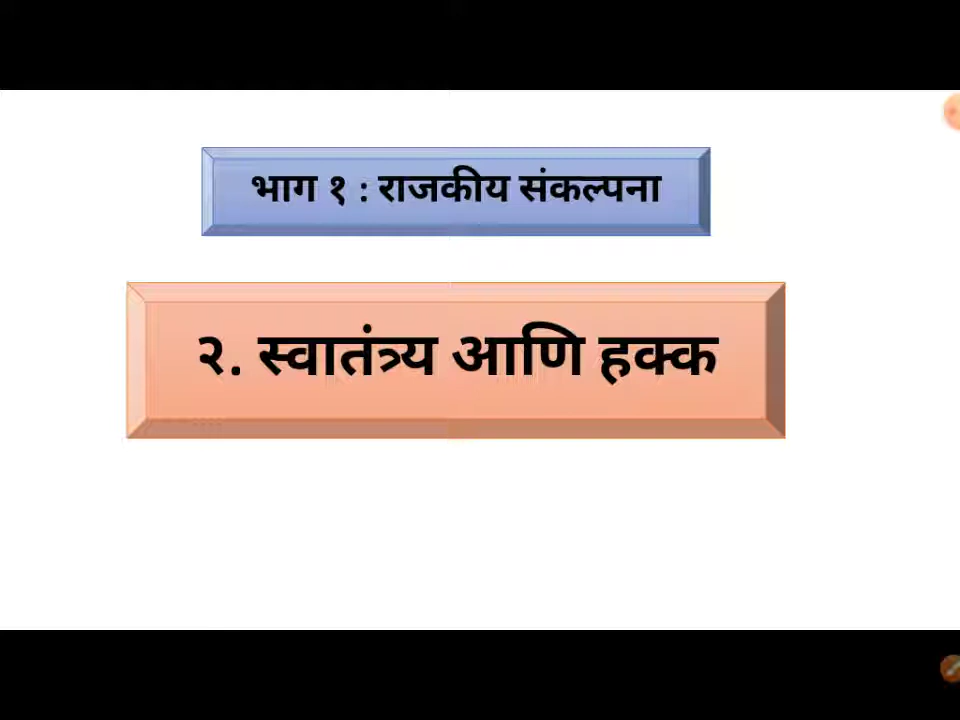 भाग १ : राजकीय संकल्पना
२. स्वातंत्र्य आणि हक्क